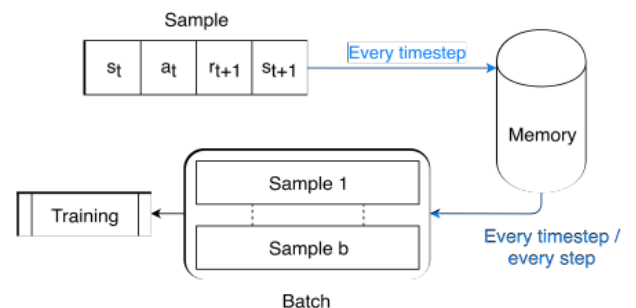 Sample
st at rt+1 st+1
Every timestep
Memory
Sample 1
Training
Sample b
Every timestep /
every step
Batch